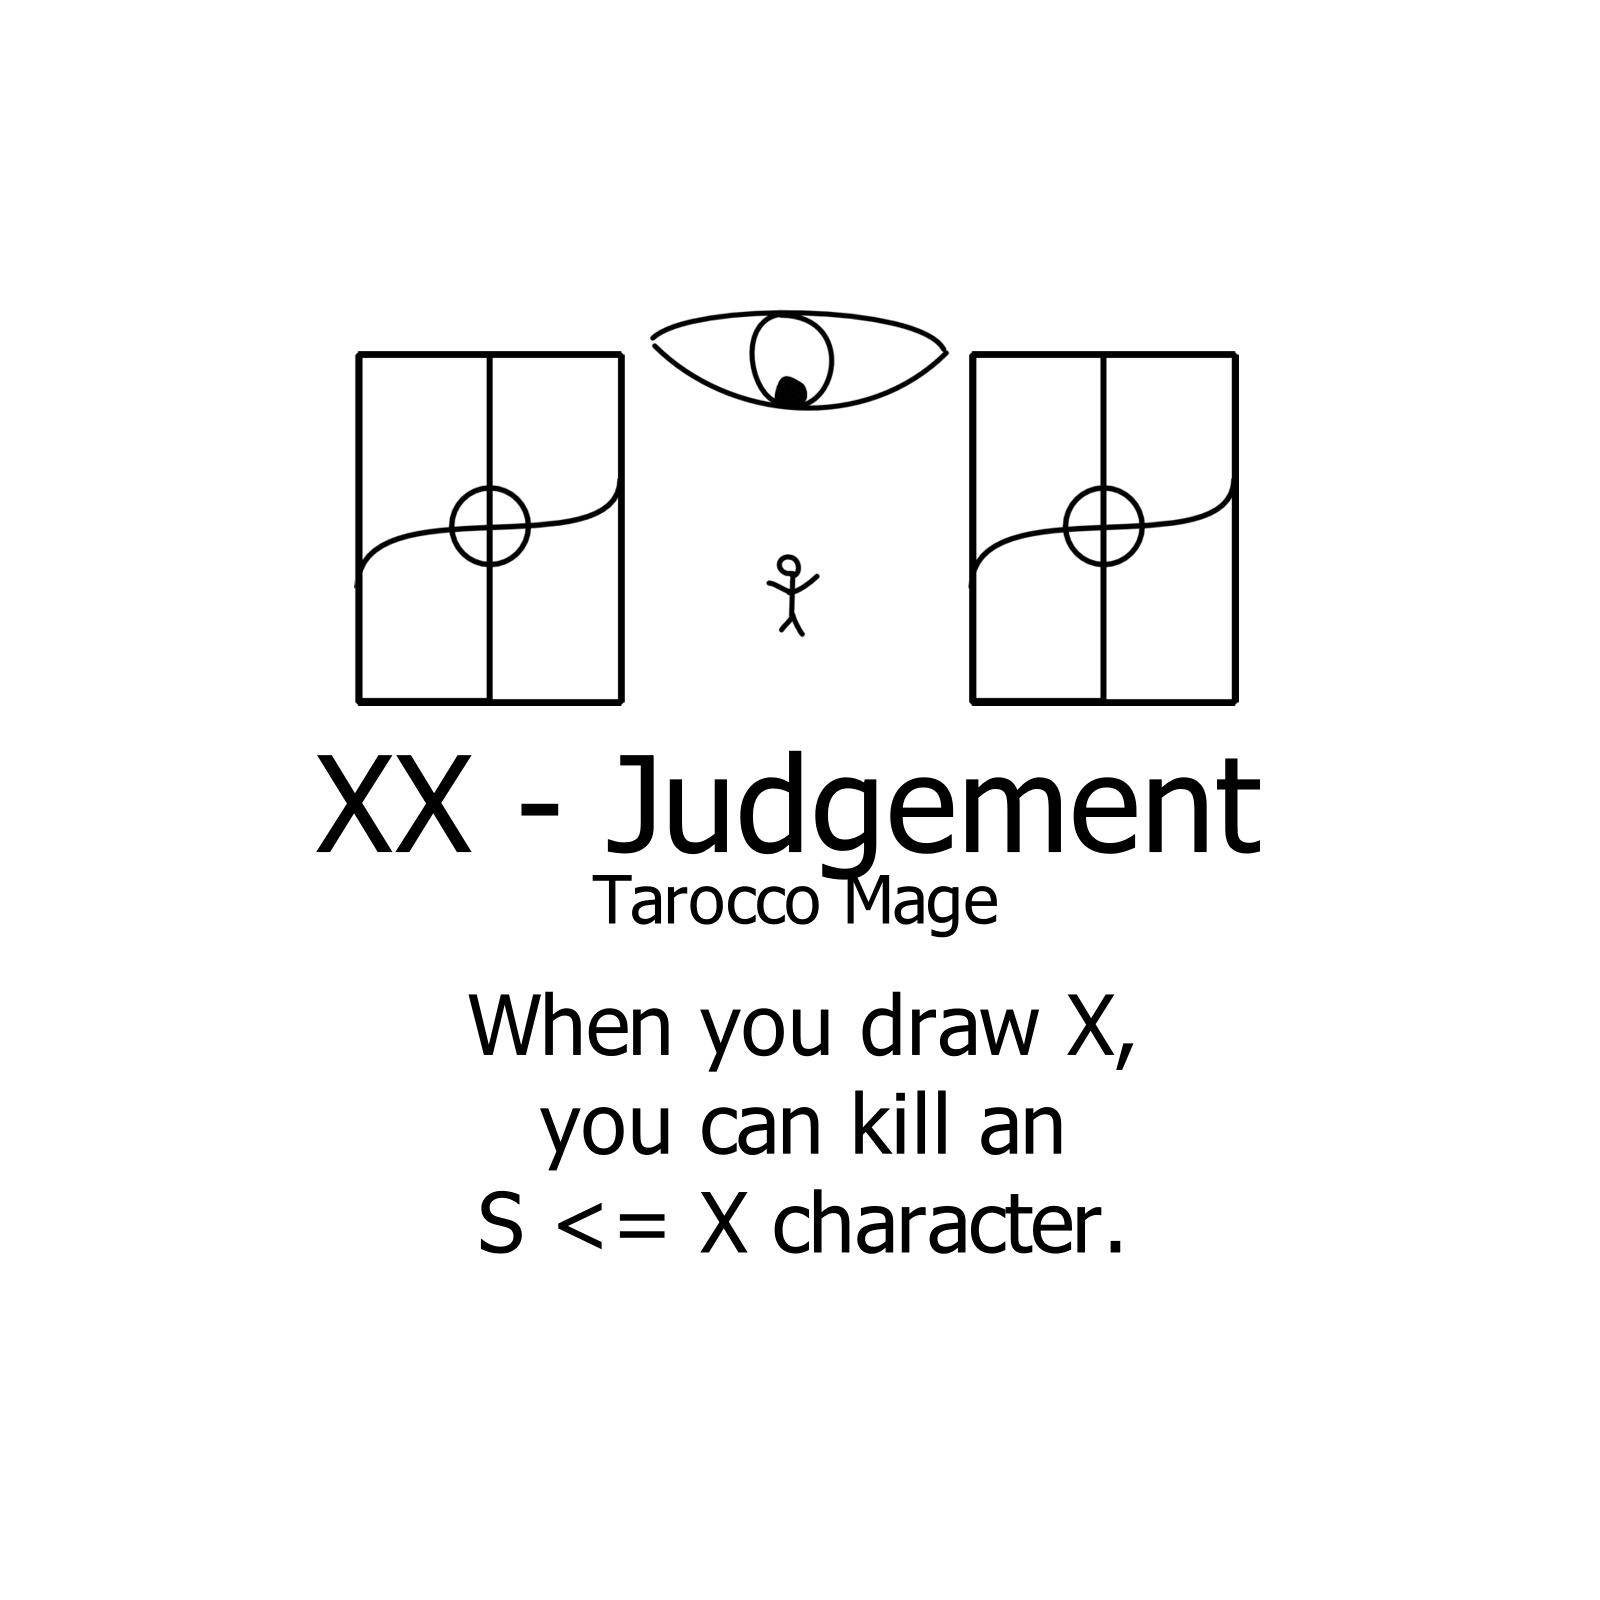 XX - Judgement
Tarocco Mage
When you draw X,
you can kill an
S <= X character.